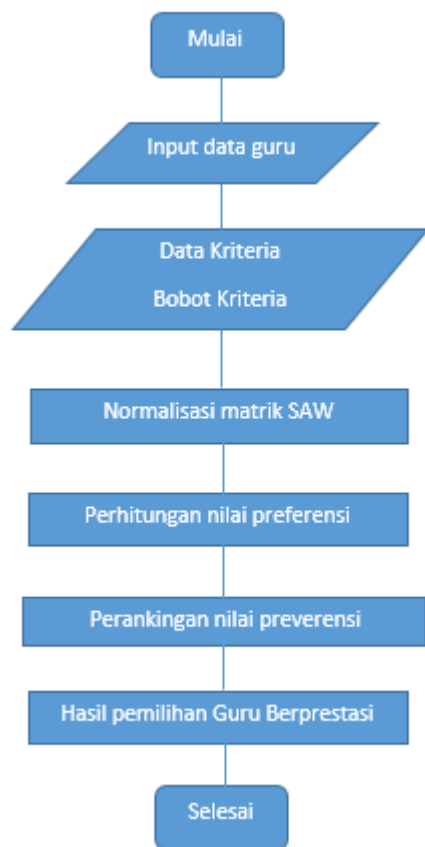 Mulai
Input data guru
Data Kriteria
Bobot Kriteria
Normalisasi matrik SAW
Perhitungan nilai preferensi
Perankingan nilai preverensi
Hasil pemilihan Guru Berprestasi
Selesai